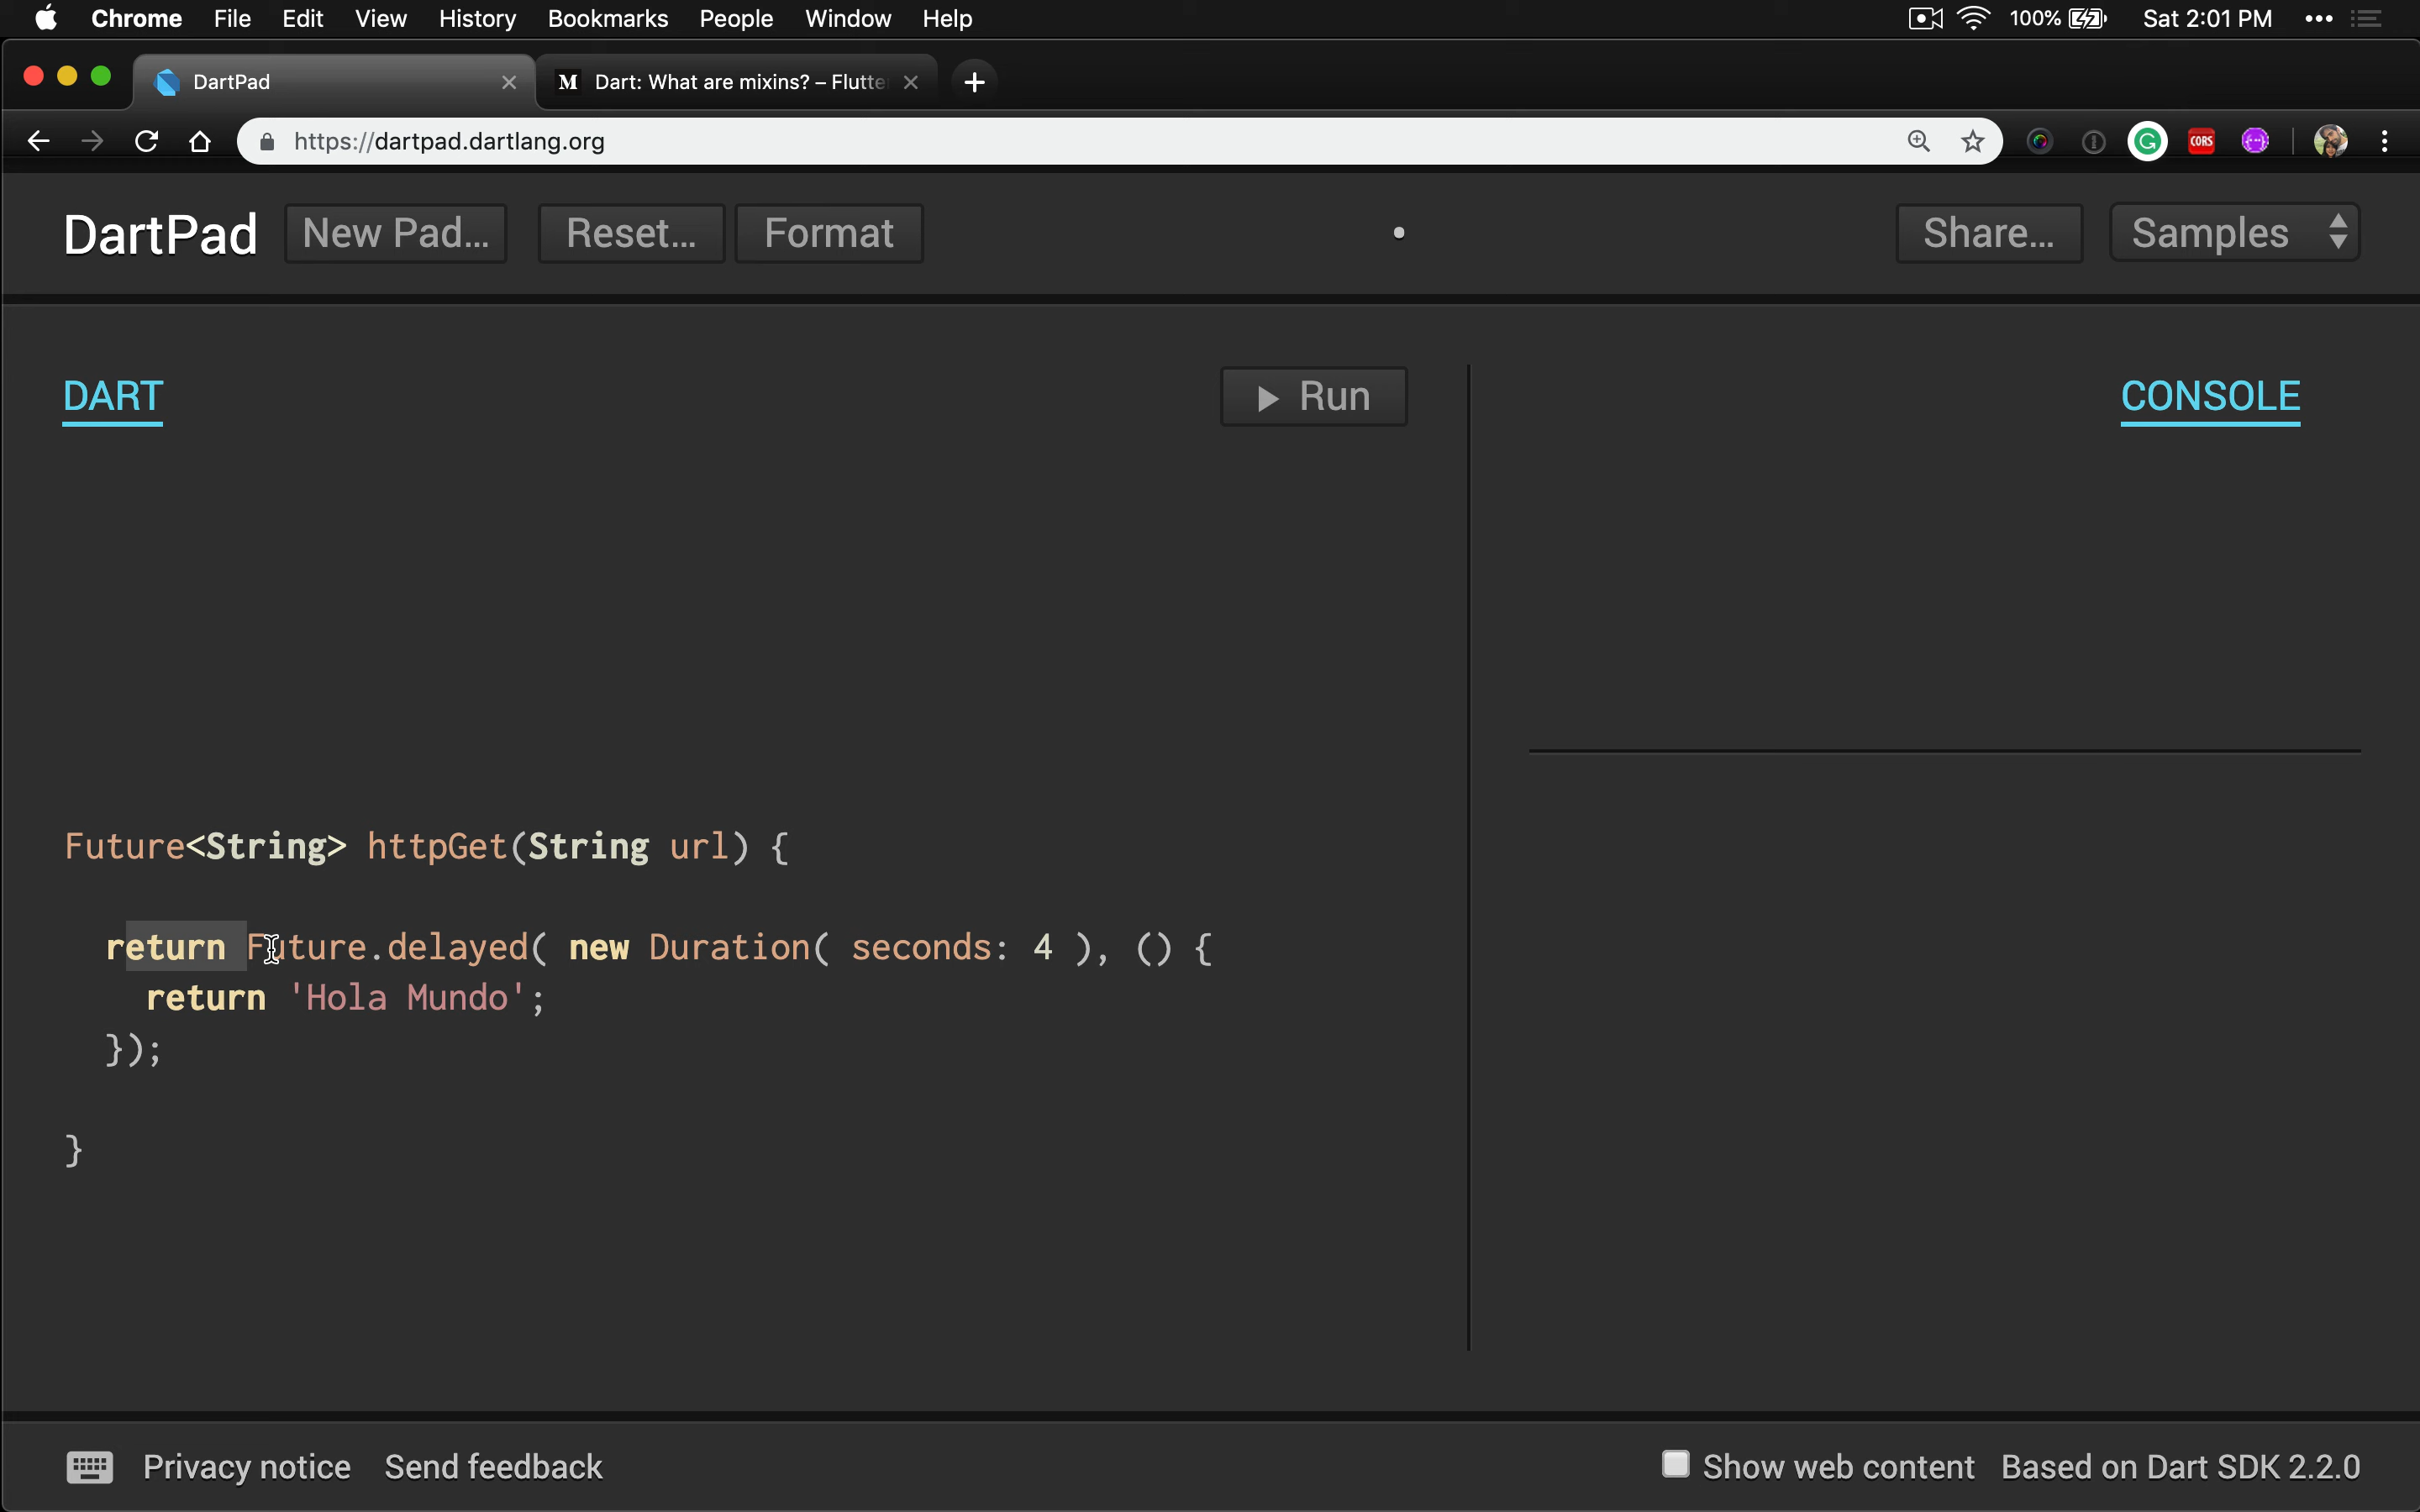 Chrome File Edit View History Bookmarks People Window Help 100% Sat 2:01 PM
DartPad M Dart: What are mixins? – Flutte
https://dartpad.dartlang.org CORS
DartPad New Pad... Reset... Format Share... Samples
DART Run CONSOLE
Future<String> httpGet(String url) {
return Future.delayed( new Duration( seconds: 4 ), () {
return 'Hola Mundo';
});
}
Privacy notice Send feedback Show web content Based on Dart SDK 2.2.0